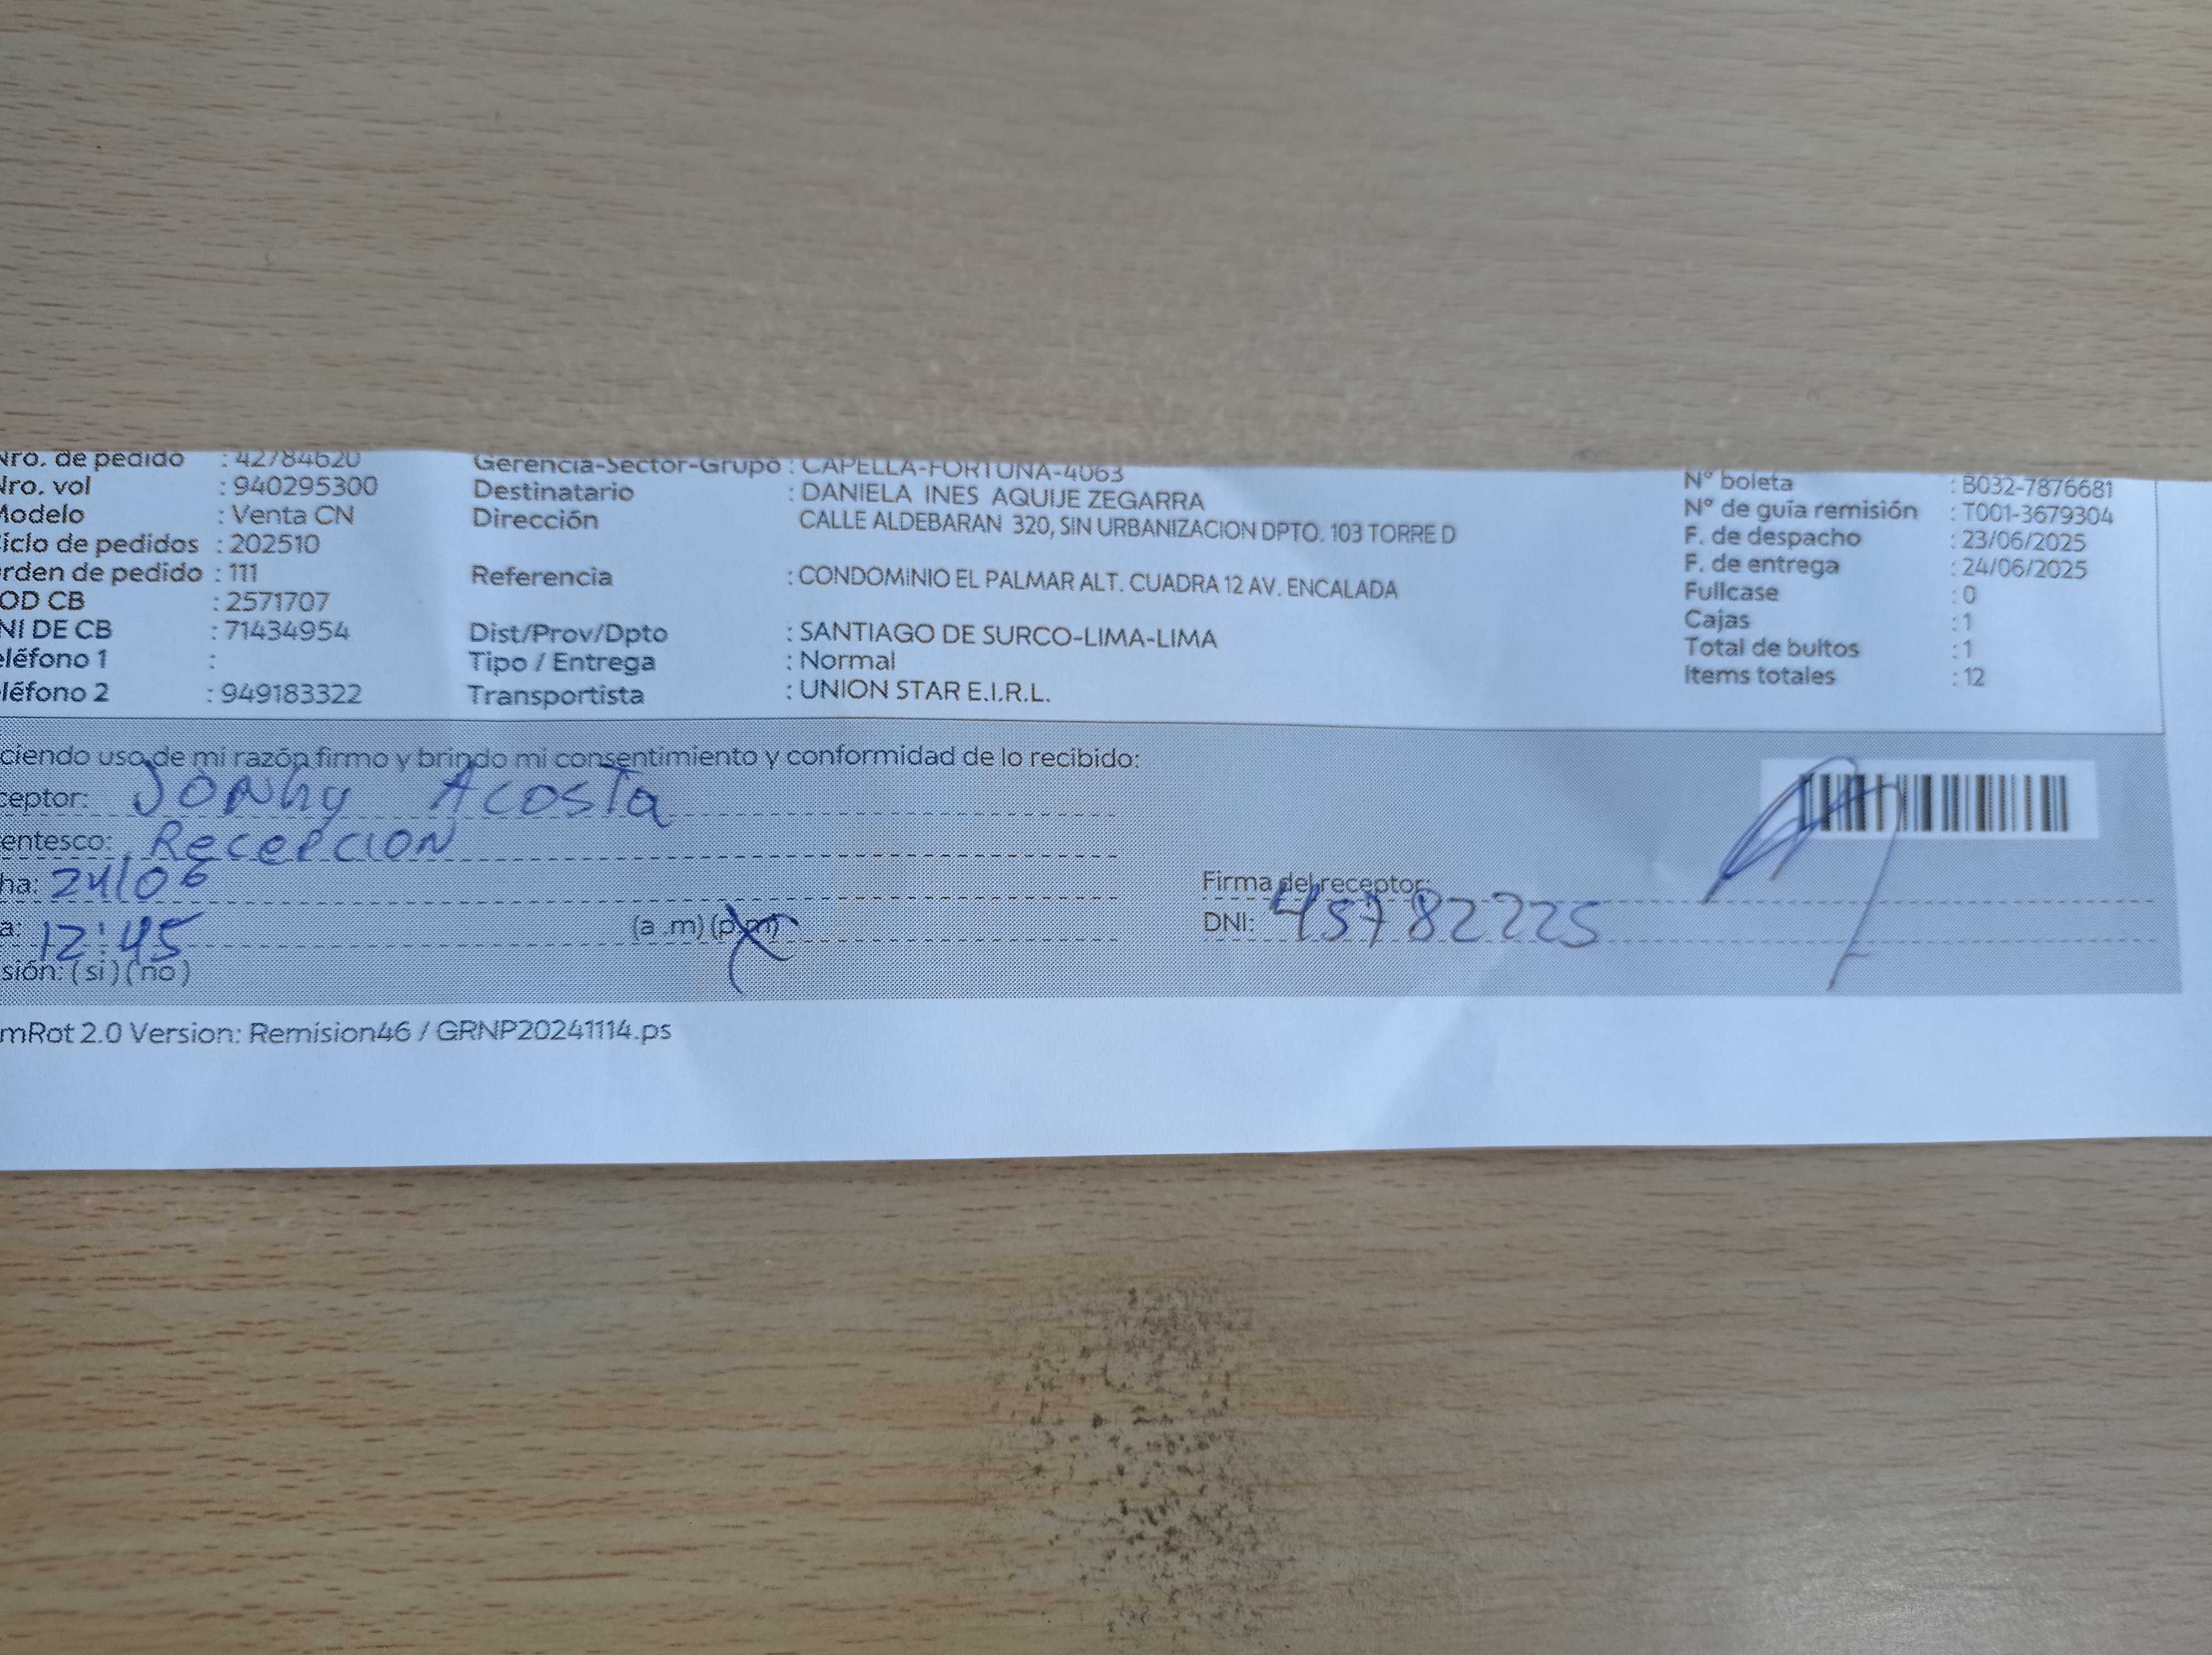 Nro. de pedido : 42784620
Nro. vol : 940295300
Modelo : Venta CN
iclo de pedidos : 202510
rden de pedido : 111
OD CB : 2571707
NI DE CB : 71434954
eléfono 1 :
léfono 2 : 949183322
Gerencia-Sector-Grupo : CAPELLA-FORTUNA-4063
Destinatario : DANIELA INES AQUIJE ZEGARRA
Dirección CALLE ALDEBARAN 320, SIN URBANIZACION DPTO. 103 TORRE D
Referencia : CONDOMINIO EL PALMAR ALT. CUADRA 12 AV. ENCALADA
Dist/Prov/Dpto : SANTIAGO DE SURCO-LIMA-LIMA
Tipo / Entrega : Normal
Transportista : UNION STAR E.I.R.L.
N° boleta : B032-7876681
N° de guía remisión : T001-3679304
F. de despacho : 23/06/2025
F. de entrega : 24/06/2025
Fullcase : 0
Cajas : 1
Total de bultos : 1
Items totales : 12
ciendo uso de mi razón firmo y brindo mi consentimiento y conformidad de lo recibido:
ceptor: Jonhy Acosta
entesco: Recepcion
ha: 24/06
a: 12:45 (a .m) (p.m)
sión: (si) (no)
Firma del receptor:
DNI: 45782225
mRot 2.0 Version: Remision46 / GRNP20241114.ps